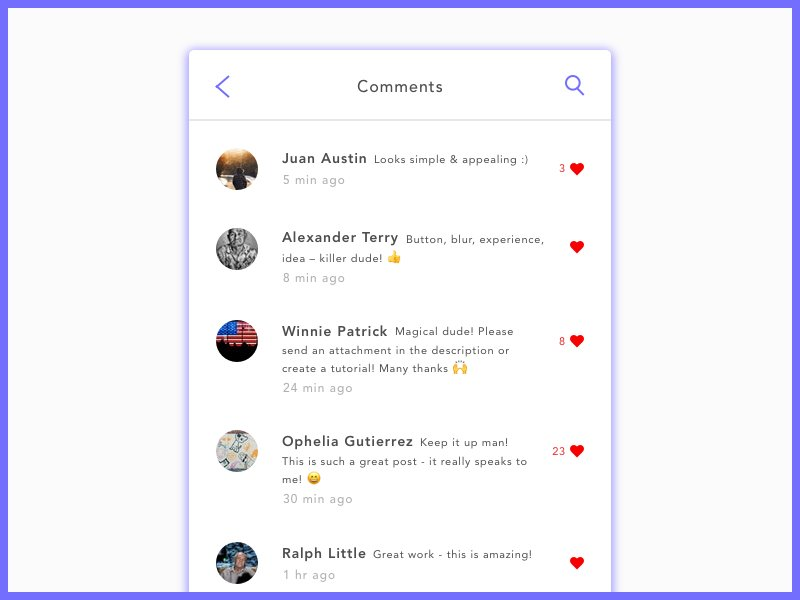 Comments
Juan Austin Looks simple & appealing :)
5 min ago
3
Alexander Terry Button, blur, experience,
idea – killer dude! 👍
8 min ago
Winnie Patrick Magical dude! Please
send an attachment in the description or
create a tutorial! Many thanks 🙌
24 min ago
8
Ophelia Gutierrez Keep it up man!
This is such a great post - it really speaks to
me! 😄
30 min ago
23
Ralph Little Great work - this is amazing!
1 hr ago